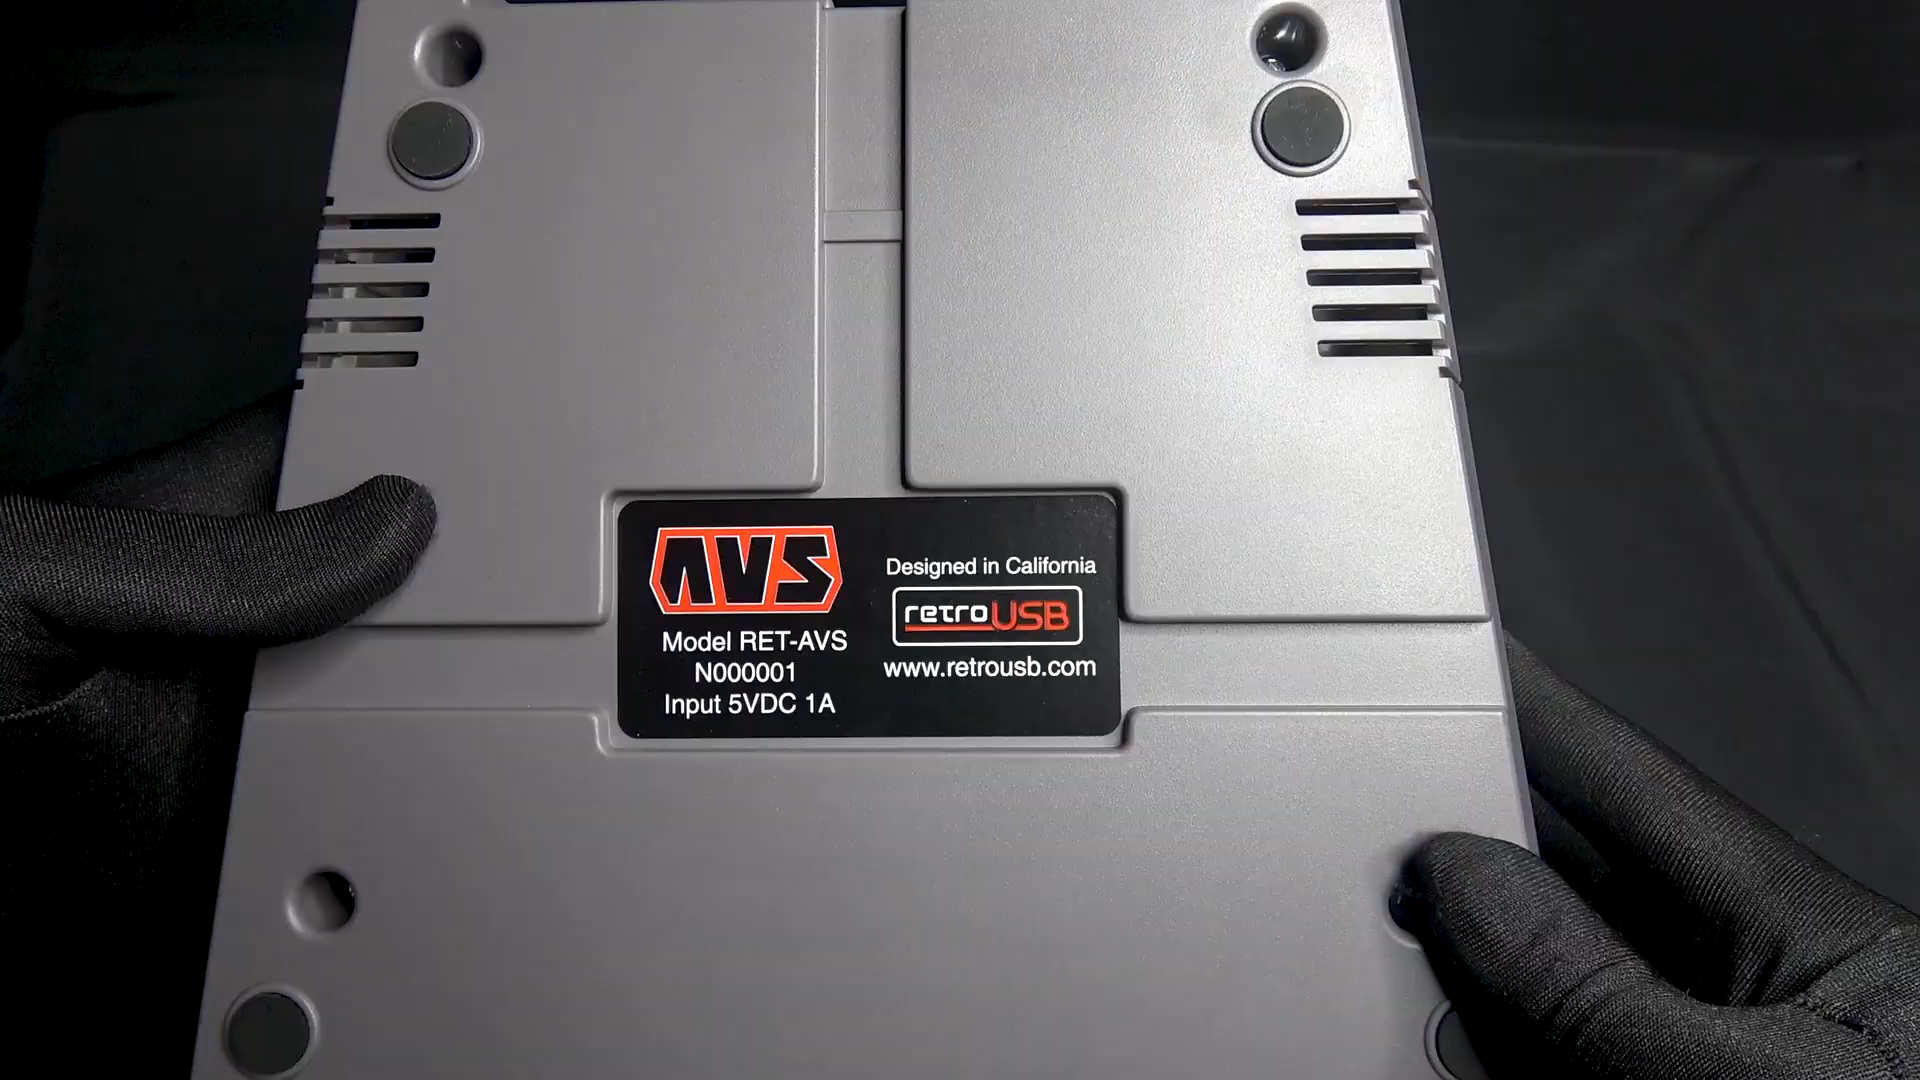 AVS
Model RET-AVS
N000001
Input 5VDC 1A
Designed in California
retroUSB
www.retrousb.com